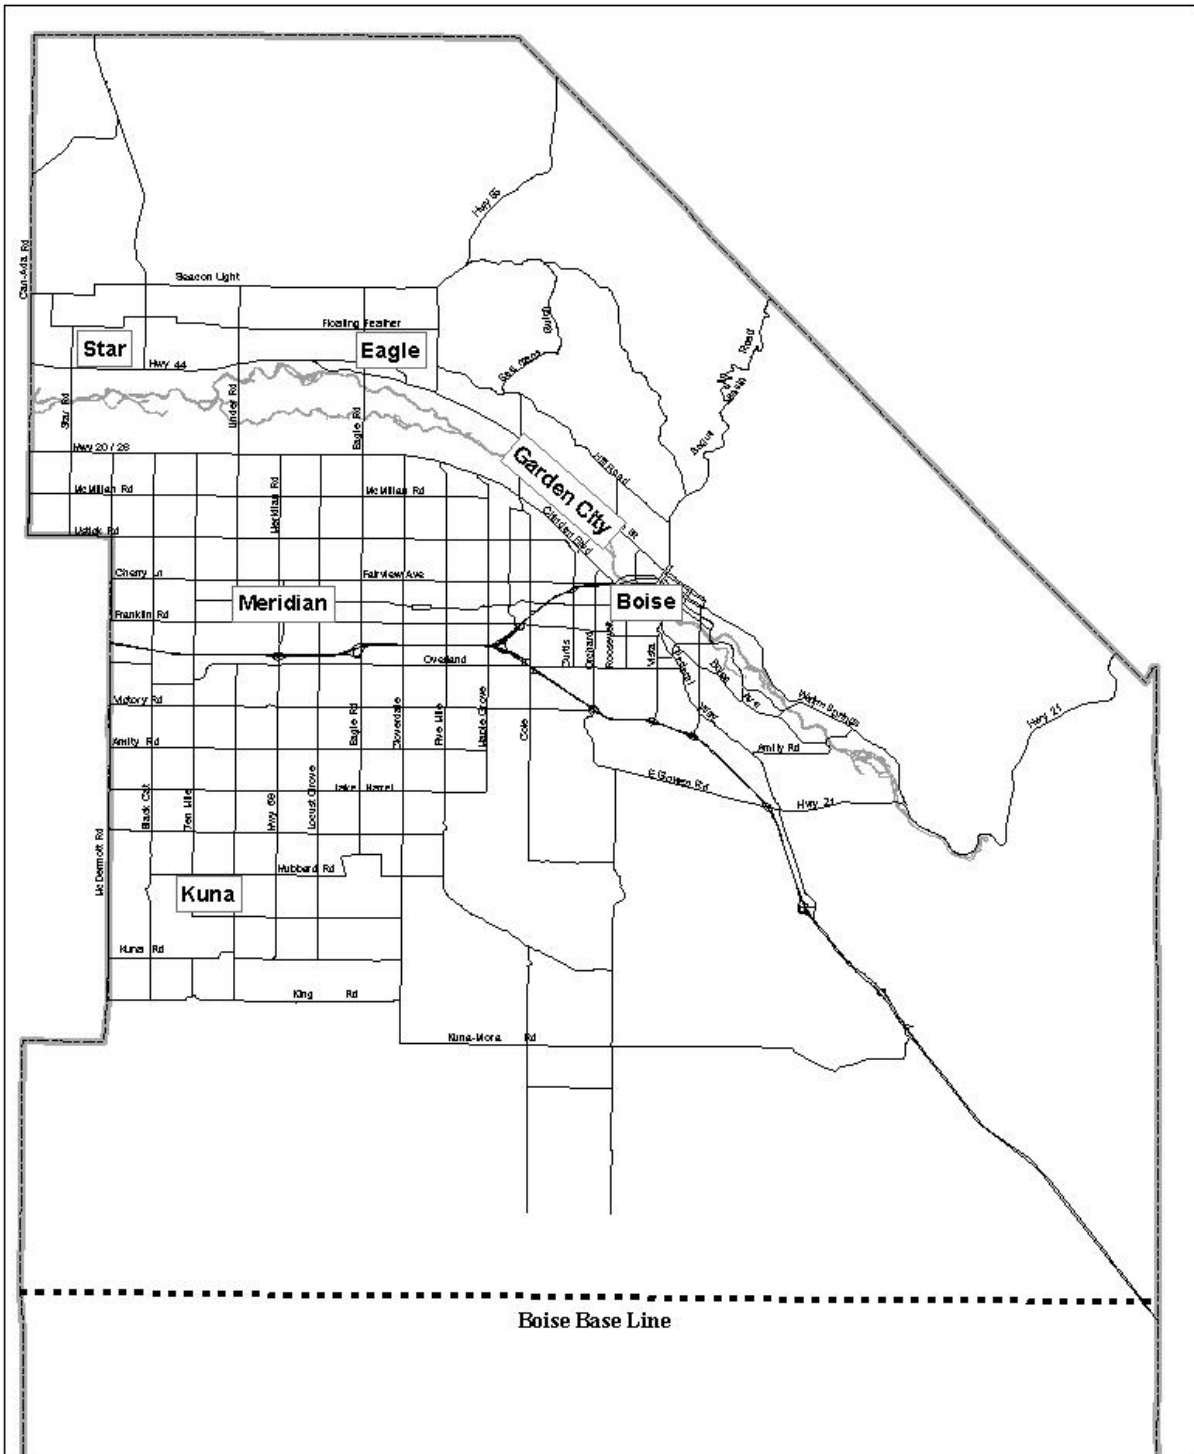 Hwy 55
Can-Ada Rd
Beacon Light
Floating Feather
Star
Eagle
Hwy 44
Gulch
Road
Basin
Bogus
Star Rd
Linder Rd
Eagle Rd
Hwy 20 / 26
Garden City
Hill Road
McMillan Rd
Meridian Rd
McMillan Rd
Chinden Blvd
Ustick Rd
Cherry Ln
Fairview Ave
Meridian
Boise
Franklin Rd
Curtis
Orchard
Roosevelt
Vista
Overland
Boise Ave
Federal Way
Warm Springs
Victory Rd
Eagle Rd
Cloverdale
Five Mile
Maple Grove
Cole
Hwy 21
Amity Rd
Amity Rd
E Gowen Rd
Hwy 21
Lake Hazel
Black Cat
Ten Mile
Hwy 69
Locust Grove
McDermott Rd
Hubbard Rd
Kuna
Kuna Rd
King Rd
Kuna-Mora Rd
Boise Base Line